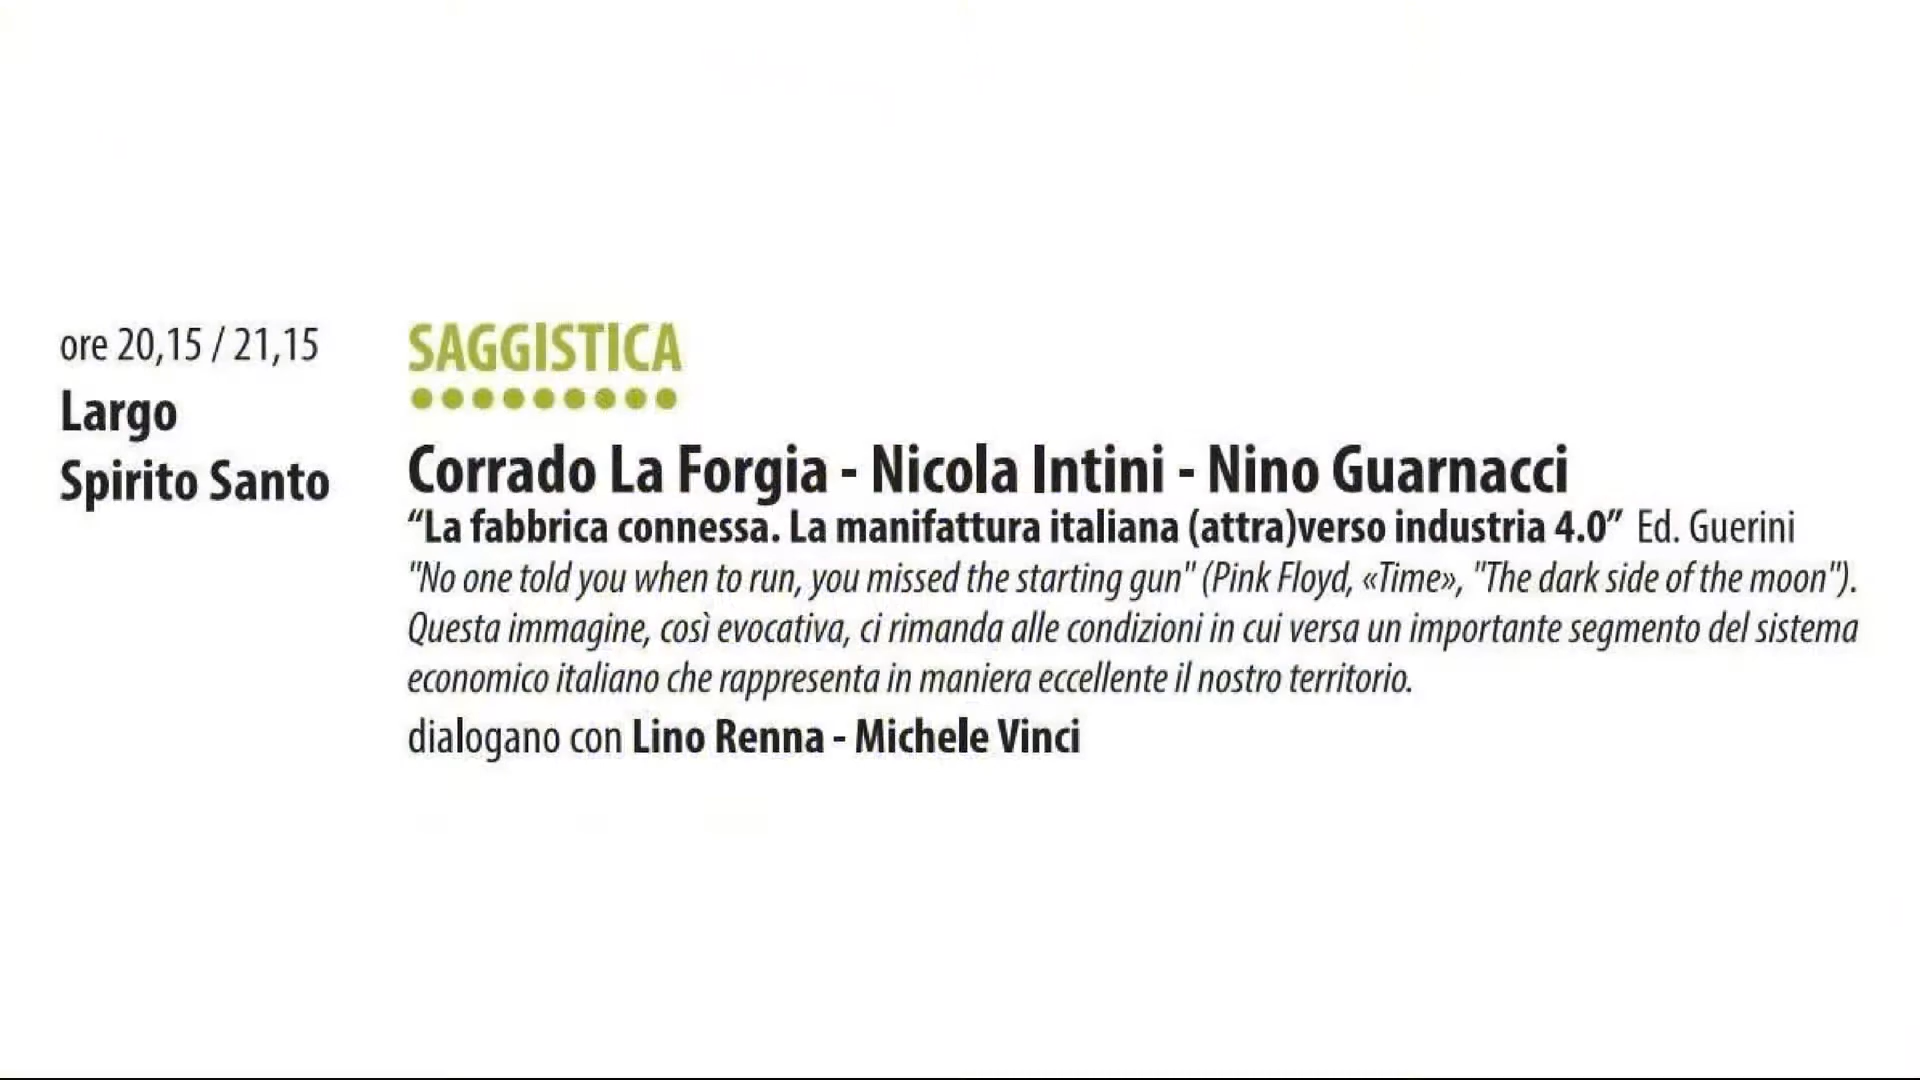 ore 20,15 / 21,15
Largo
Spirito Santo
SAGGISTICA
Corrado La Forgia - Nicola Intini - Nino Guarnacci
“La fabbrica connessa. La manifattura italiana (attra)verso industria 4.0” Ed. Guerini
"No one told you when to run, you missed the starting gun" (Pink Floyd, «Time», "The dark side of the moon").
Questa immagine, così evocativa, ci rimanda alle condizioni in cui versa un importante segmento del sistema
economico italiano che rappresenta in maniera eccellente il nostro territorio.
dialogano con Lino Renna - Michele Vinci